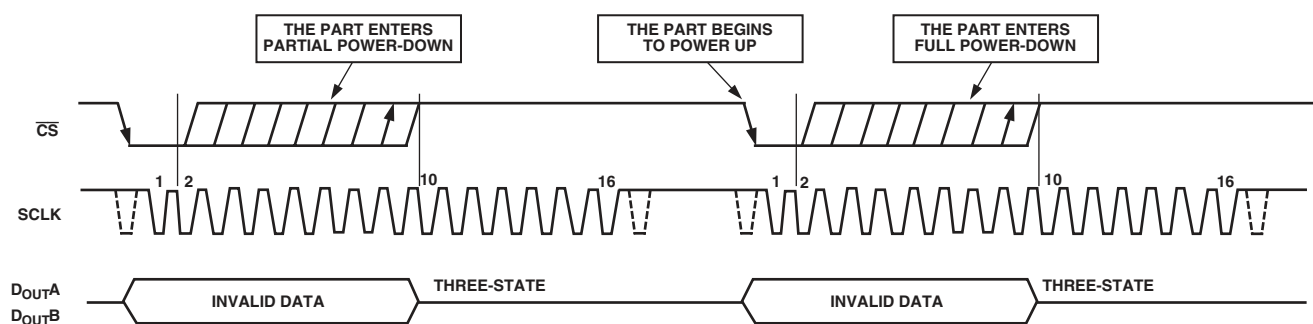 THE PART ENTERS
PARTIAL POWER-DOWN
THE PART BEGINS
TO POWER UP
THE PART ENTERS
FULL POWER-DOWN
CS
1 2 10 16 1 2 10 16
SCLK
DOUTA
DOUTB
INVALID DATA
THREE-STATE
INVALID DATA
THREE-STATE